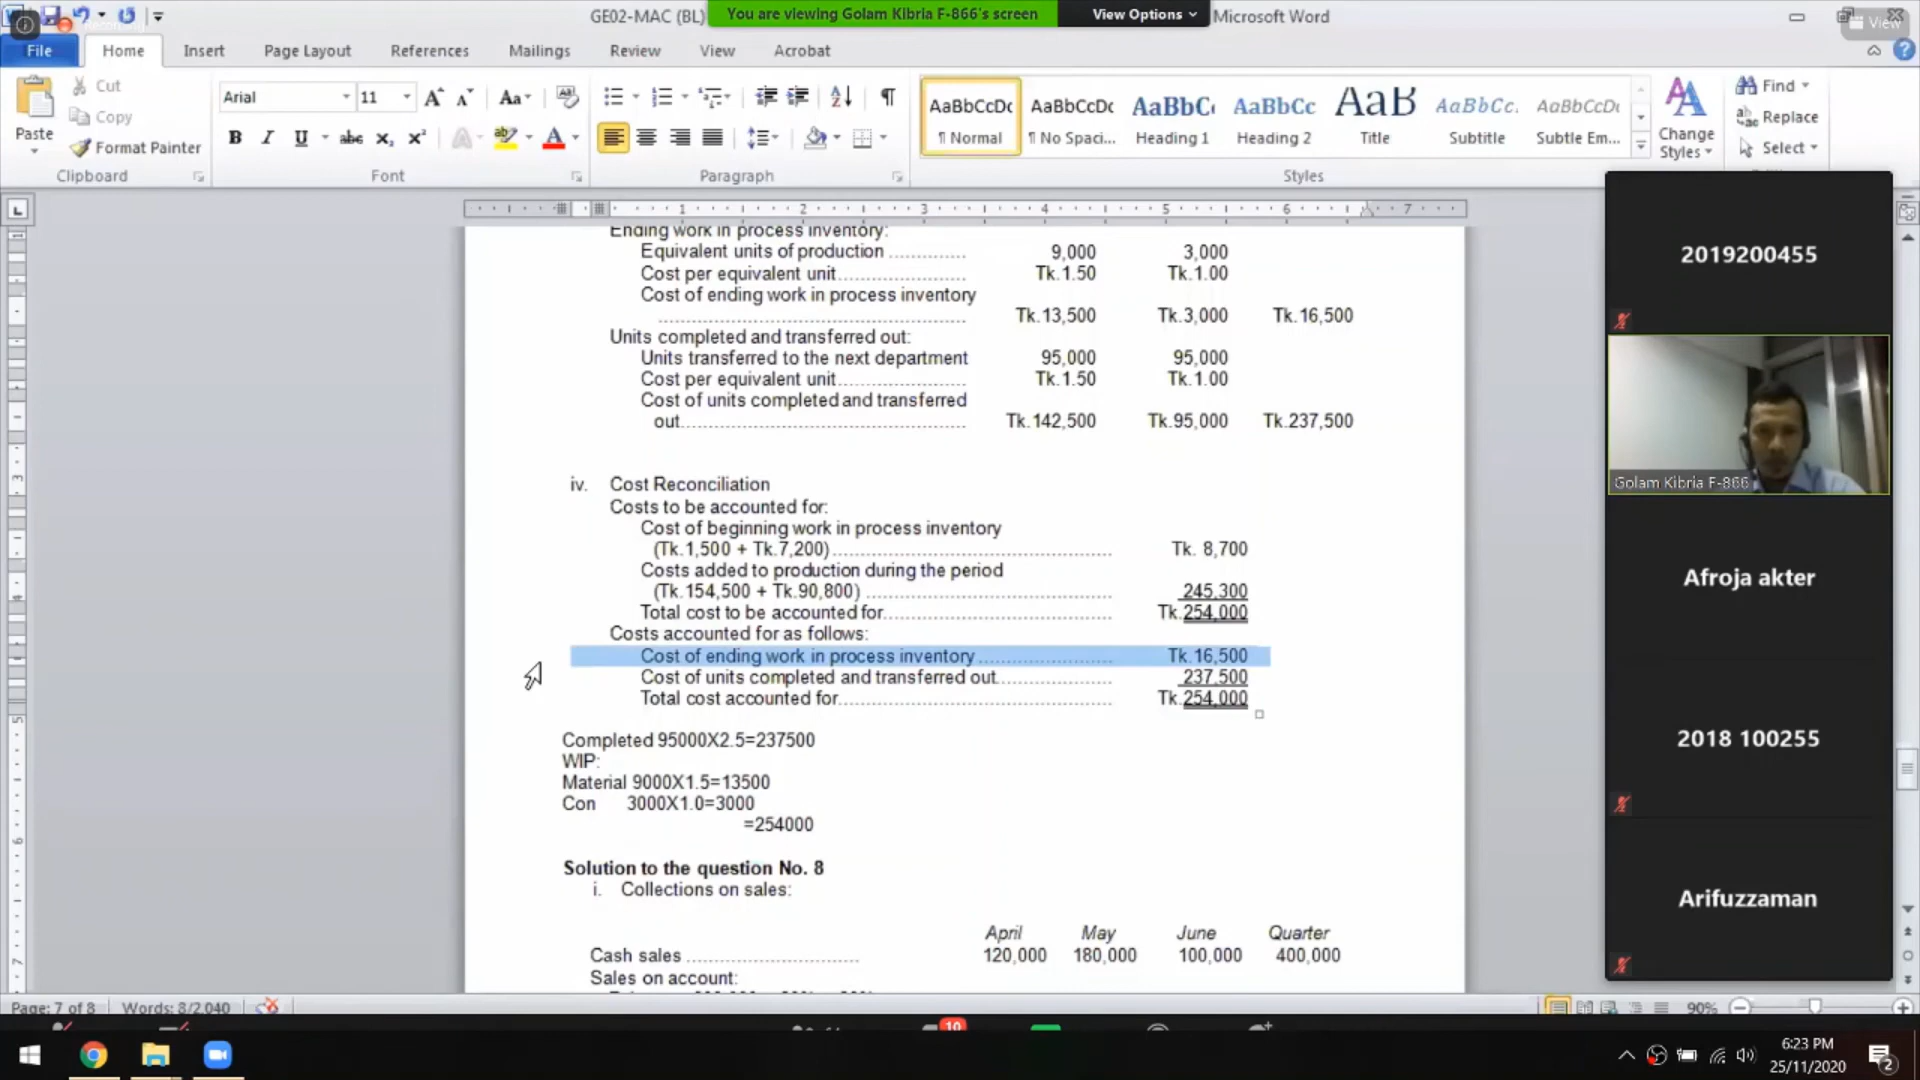 GE02-MAC (BL)
You are viewing Golam Kibria F-866's screen
View Options
Microsoft Word
View
File
Home
Insert
Page Layout
References
Mailings
Review
View
Acrobat
Paste
Cut
Copy
Format Painter
Clipboard
Arial
11
Font
Paragraph
AaBbCcDc
¶ Normal
AaBbCcDc
¶ No Spaci...
AaBbC
Heading 1
AaBbCc
Heading 2
AaB
Title
AaBbCc.
Subtitle
AaBbCcDi
Subtle Em...
Change
Styles
Styles
Find
Replace
Select
Ending work in process inventory:
Equivalent units of production .............. 9,000 3,000
Cost per equivalent unit....................... Tk.1.50 Tk.1.00
Cost of ending work in process inventory
.......................................................... Tk.13,500 Tk.3,000 Tk.16,500
Units completed and transferred out:
Units transferred to the next department 95,000 95,000
Cost per equivalent unit....................... Tk.1.50 Tk.1.00
Cost of units completed and transferred
out..................................................... Tk.142,500 Tk.95,000 Tk.237,500
iv. Cost Reconciliation
Costs to be accounted for:
Cost of beginning work in process inventory
(Tk.1,500 + Tk.7,200)................................................ Tk. 8,700
Costs added to production during the period
(Tk.154,500 + Tk.90,800) .......................................... 245,300
Total cost to be accounted for....................................... Tk.254,000
Costs accounted for as follows:
Cost of ending work in process inventory ....................... Tk.16,500
Cost of units completed and transferred out.................... 237,500
Total cost accounted for............................................... Tk.254,000
Completed 95000X2.5=237500
WIP:
Material 9000X1.5=13500
Con 3000X1.0=3000
=254000
Solution to the question No. 8
i. Collections on sales:
April May June Quarter
Cash sales ............................... 120,000 180,000 100,000 400,000
Sales on account:
2019200455
Golam Kibria F-866
Afroja akter
2018 100255
Arifuzzaman
Page: 7 of 8
Words: 8/2,040
90%
10
6:23 PM
25/11/2020
2